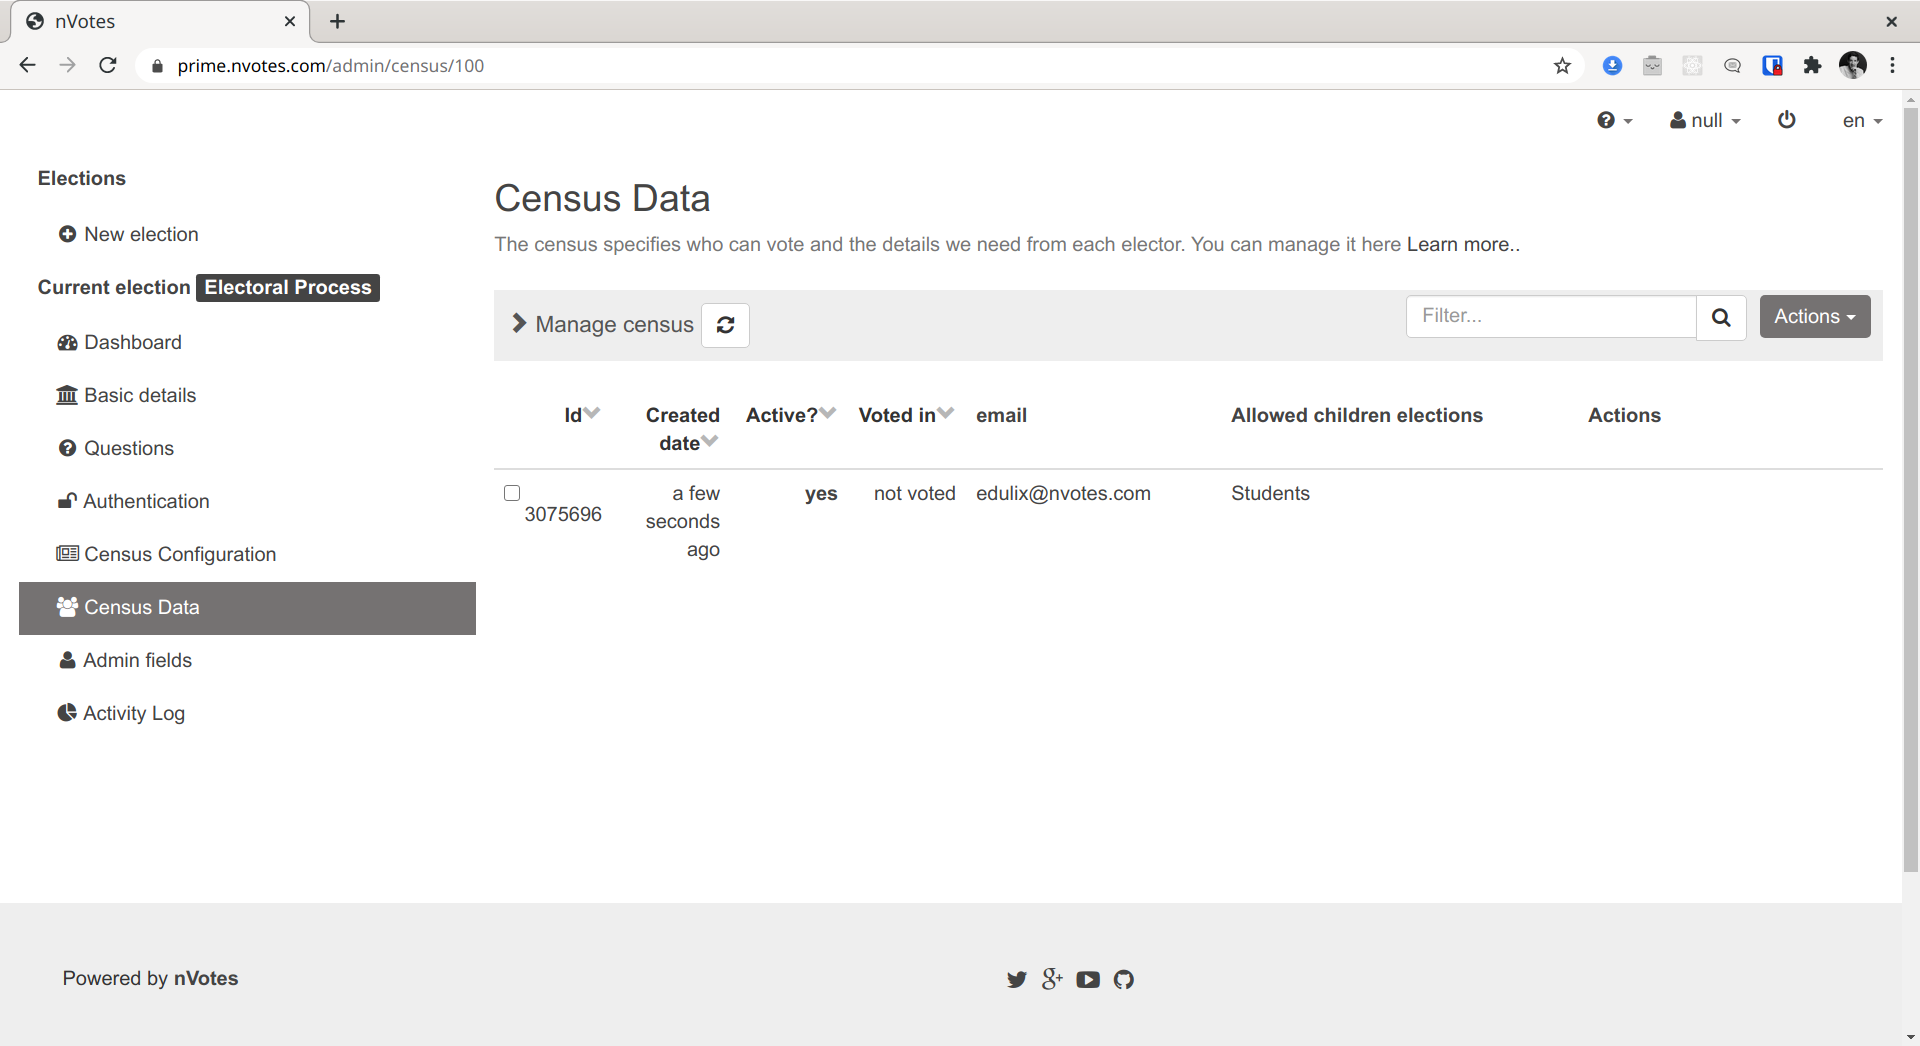 nVotes
prime.nvotes.com/admin/census/100
null
en
Elections
New election
Current election Electoral Process
Dashboard
Basic details
Questions
Authentication
Census Configuration
Census Data
Admin fields
Activity Log
Census Data
The census specifies who can vote and the details we need from each elector. You can manage it here Learn more..
Manage census
Filter...
Actions
Id
Created
date
Active?
Voted in
email
Allowed children elections
Actions
3075696
a few
seconds
ago
yes
not voted
edulix@nvotes.com
Students
Powered by nVotes